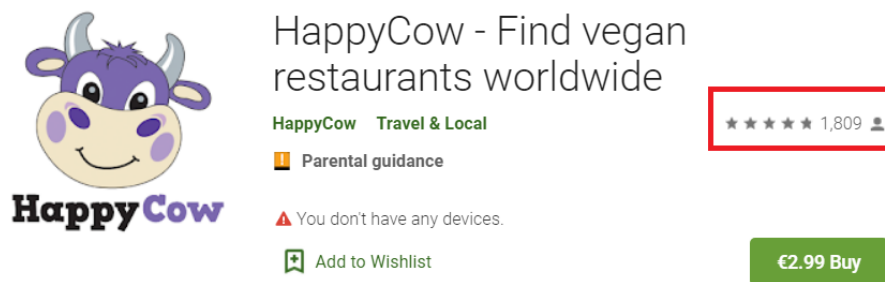 HappyCow - Find vegan
restaurants worldwide
HappyCow Travel & Local
1,809
Parental guidance
HappyCow
You don't have any devices.
Add to Wishlist
€2.99 Buy